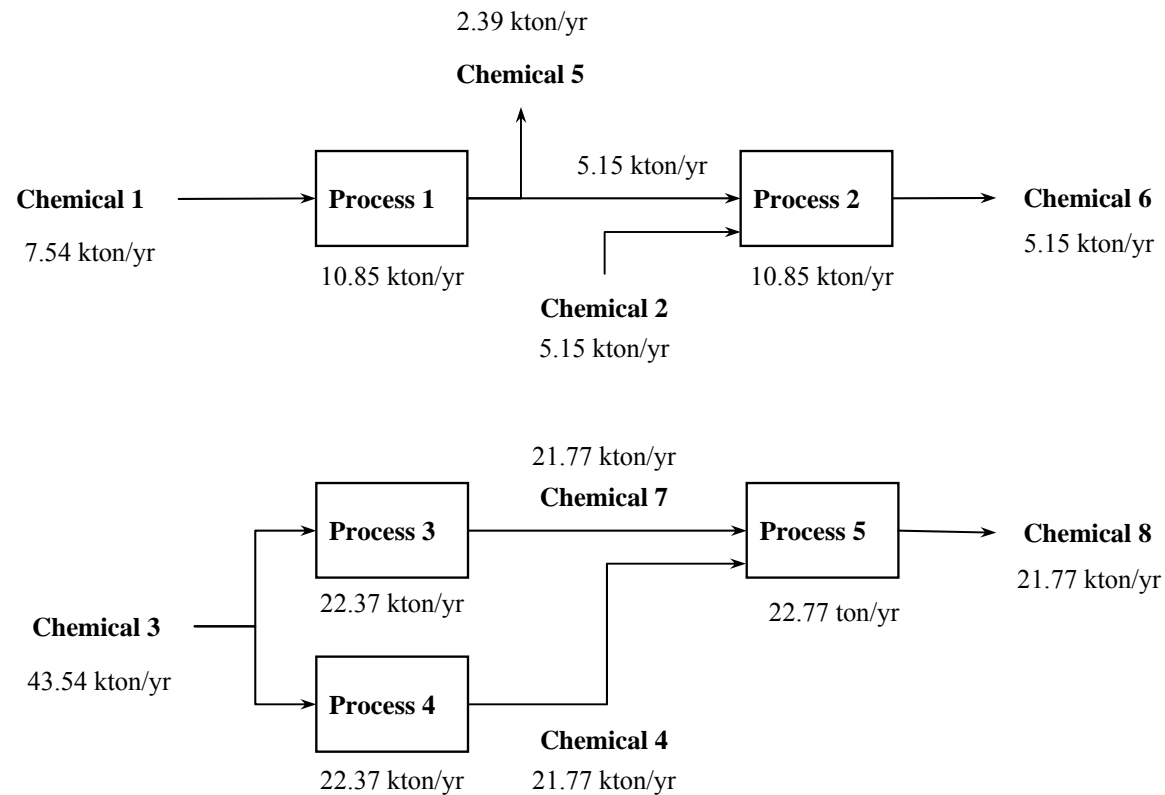 2.39 kton/yr
Chemical 5
5.15 kton/yr
Chemical 1
Process 1
Process 2
Chemical 6
7.54 kton/yr
5.15 kton/yr
10.85 kton/yr
10.85 kton/yr
Chemical 2
5.15 kton/yr
21.77 kton/yr
Chemical 7
Process 3
Process 5
Chemical 8
21.77 kton/yr
22.37 kton/yr
22.77 ton/yr
Chemical 3
43.54 kton/yr
Process 4
Chemical 4
22.37 kton/yr
21.77 kton/yr